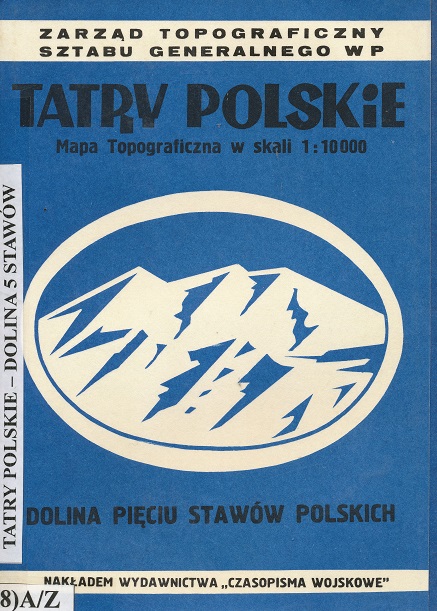 ZARZĄD TOPOGRAFICZNY
SZTABU GENERALNEGO WP
TATRY POLSKIE
Mapa Topograficzna w skali 1:10000
TATRY POLSKIE – DOLINA 5 STAWÓW
DOLINA PIĘCIU STAWÓW POLSKICH
8)A/Z
NAKŁADEM WYDAWNICTWA „CZASOPISMA WOJSKOWE"